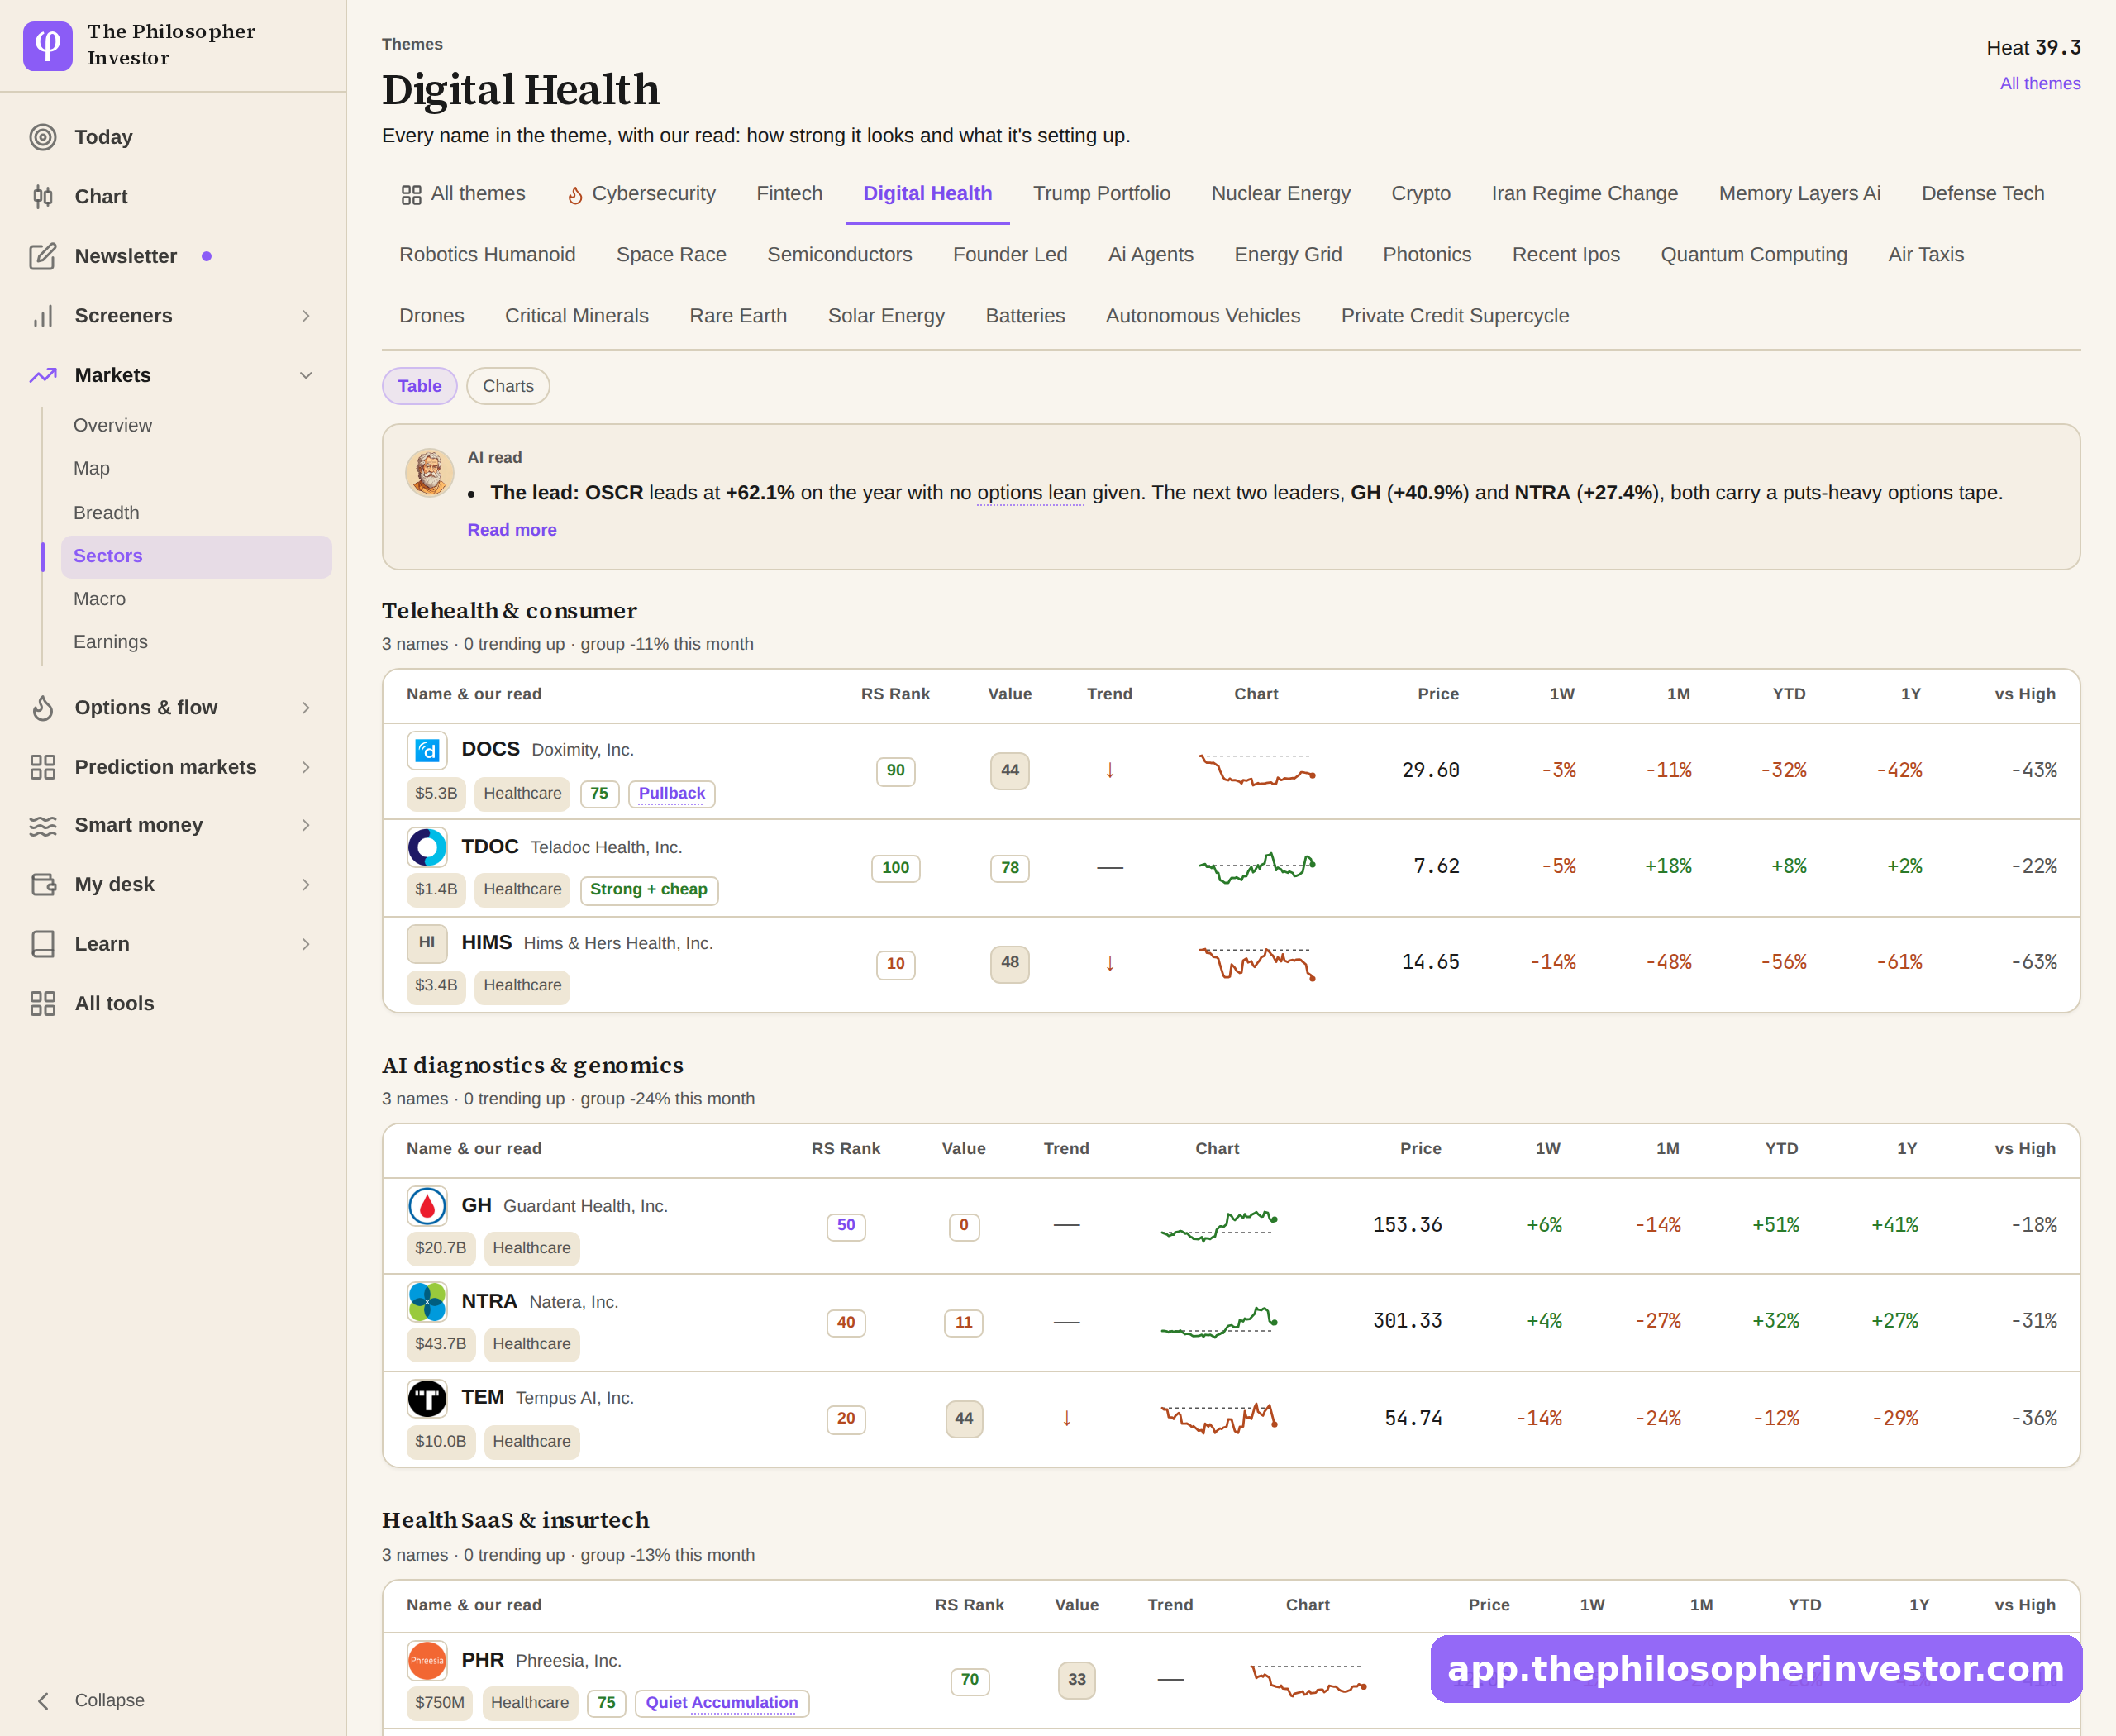 φ The Philosopher
Investor
Today
Chart
Newsletter
Screeners
Markets
Overview
Map
Breadth
Sectors
Macro
Earnings
Options & flow
Prediction markets
Smart money
My desk
Learn
All tools
Collapse
Themes
Heat 39.3
Digital Health
All themes
Every name in the theme, with our read: how strong it looks and what it's setting up.
All themes Cybersecurity Fintech Digital Health Trump Portfolio Nuclear Energy Crypto Iran Regime Change Memory Layers Ai Defense Tech
Robotics Humanoid Space Race Semiconductors Founder Led Ai Agents Energy Grid Photonics Recent Ipos Quantum Computing Air Taxis
Drones Critical Minerals Rare Earth Solar Energy Batteries Autonomous Vehicles Private Credit Supercycle
Table Charts
AI read
• The lead: OSCR leads at +62.1% on the year with no options lean given. The next two leaders, GH (+40.9%) and NTRA (+27.4%), both carry a puts-heavy options tape.
Read more
Telehealth & consumer
3 names · 0 trending up · group -11% this month
Name & our read RS Rank Value Trend Chart Price 1W 1M YTD 1Y vs High
DOCS Doximity, Inc.
90 44 ↓ 29.60 -3% -11% -32% -42% -43%
$5.3B Healthcare 75 Pullback
TDOC Teladoc Health, Inc.
100 78 — 7.62 -5% +18% +8% +2% -22%
$1.4B Healthcare Strong + cheap
HI HIMS Hims & Hers Health, Inc.
10 48 ↓ 14.65 -14% -48% -56% -61% -63%
$3.4B Healthcare
AI diagnostics & genomics
3 names · 0 trending up · group -24% this month
Name & our read RS Rank Value Trend Chart Price 1W 1M YTD 1Y vs High
GH Guardant Health, Inc.
50 0 — 153.36 +6% -14% +51% +41% -18%
$20.7B Healthcare
NTRA Natera, Inc.
40 11 — 301.33 +4% -27% +32% +27% -31%
$43.7B Healthcare
TEM Tempus AI, Inc.
20 44 ↓ 54.74 -14% -24% -12% -29% -36%
$10.0B Healthcare
Health SaaS & insurtech
3 names · 0 trending up · group -13% this month
Name & our read RS Rank Value Trend Chart Price 1W 1M YTD 1Y vs High
Phreesia PHR Phreesia, Inc.
70 33 —
$750M Healthcare 75 Quiet Accumulation
app.thephilosopherinvestor.com